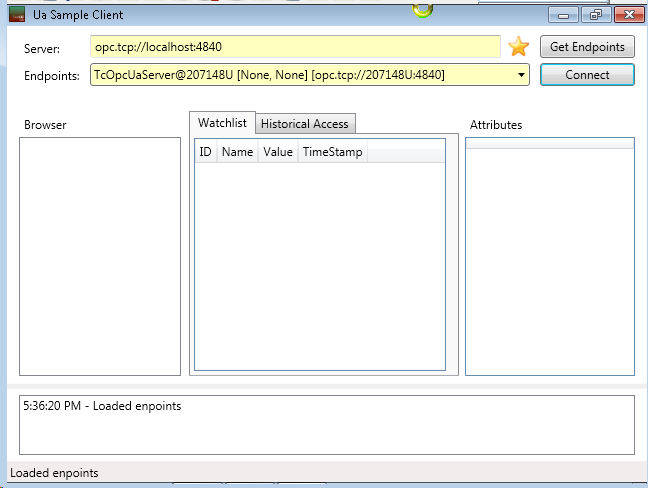 Ua Sample Client
Server:
opc.tcp://localhost:4840
Get Endpoints
Endpoints:
TcOpcUaServer@207148U [None, None] [opc.tcp://207148U:4840]
Connect
Browser
Watchlist
Historical Access
Attributes
ID
Name
Value
TimeStamp
5:36:20 PM - Loaded enpoints
Loaded enpoints